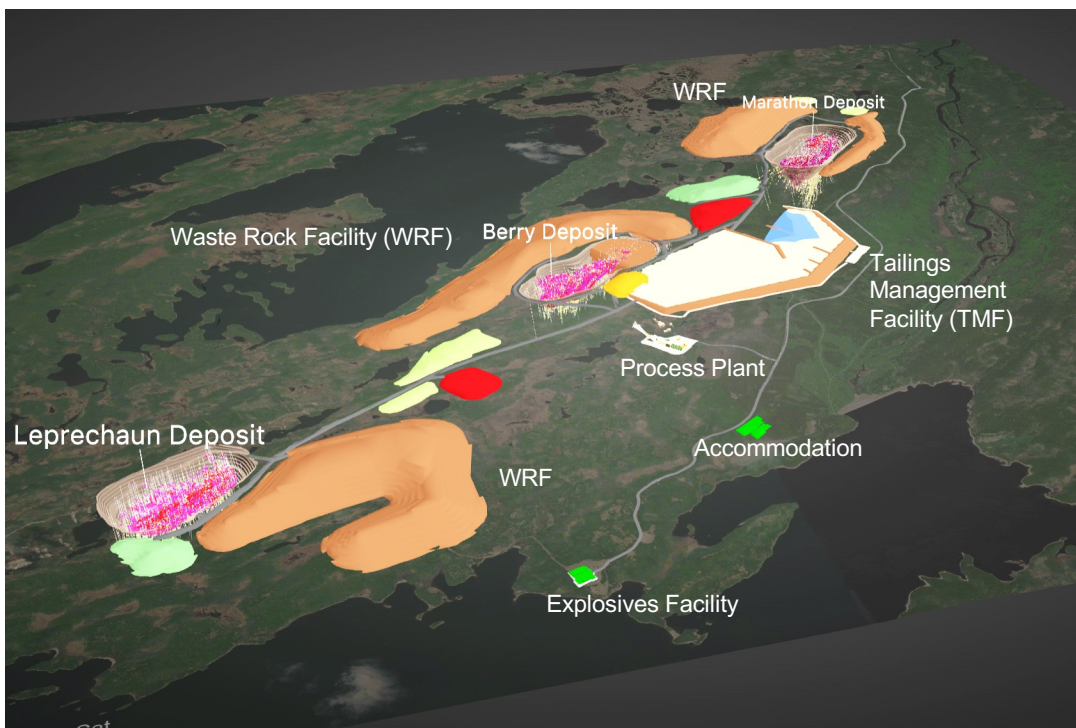 WRF
Marathon Deposit
Waste Rock Facility (WRF)
Berry Deposit
Tailings
Management
Facility (TMF)
Process Plant
Leprechaun Deposit
Accommodation
WRF
Explosives Facility